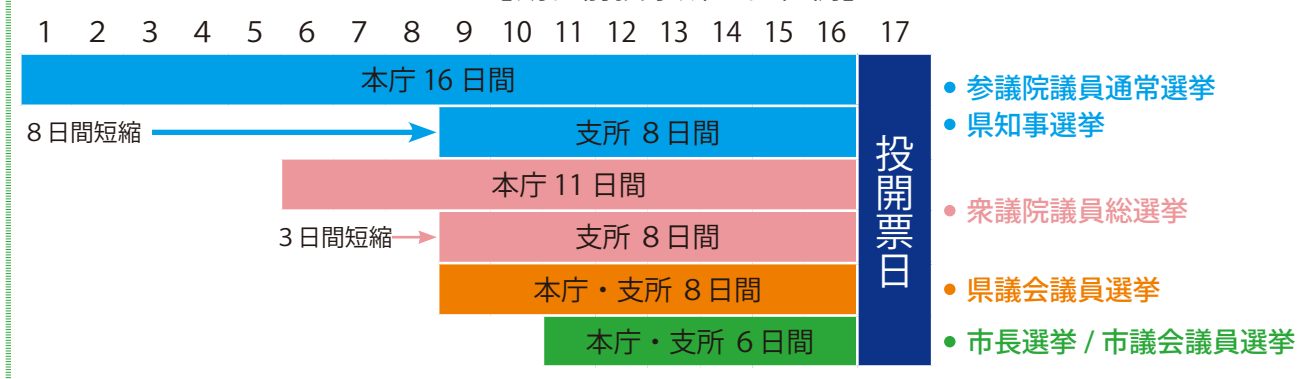 1 2 3 4 5 6 7 8 9 10 11 12 13 14 15 16 17
本庁 16 日間
8日間短縮
支所 8日間
本庁 11 日間
3日間短縮
支所 8日間
本庁・支所 8日間
本庁・支所 6日間
投開票日
● 参議院議員通常選挙
● 県知事選挙
● 衆議院議員総選挙
● 県議会議員選挙
● 市長選挙 / 市議会議員選挙